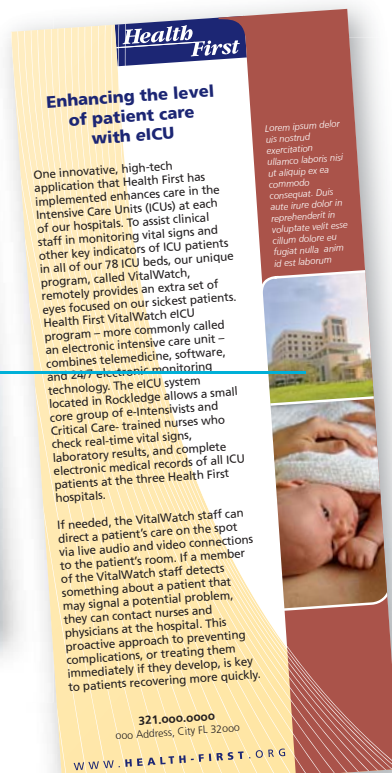 Health
First
Enhancing the level
of patient care
with eICU
One innovative, high-tech
application that Health First has
implemented enhances care in the
Intensive Care Units (ICUs) at each
of our hospitals. To assist clinical
staff in monitoring vital signs and
other key indicators of ICU patients
in all of our 78 ICU beds, our unique
program, called VitalWatch,
remotely provides an extra set of
eyes focused on our sickest patients.
Health First VitalWatch eICU
program – more commonly called
an electronic intensive care unit –
combines telemedicine, software,
and 24/7 electronic monitoring
technology. The eICU system
located in Rockledge allows a small
core group of e-Intensivists and
Critical Care- trained nurses who
check real-time vital signs,
laboratory results, and complete
electronic medical records of all ICU
patients at the three Health First
hospitals.
If needed, the VitalWatch staff can
direct a patient's care on the spot
via live audio and video connections
to the patient's room. If a member
of the VitalWatch staff detects
something about a patient that
may signal a potential problem,
they can contact nurses and
physicians at the hospital. This
proactive approach to preventing
complications, or treating them
immediately if they develop, is key
to patients recovering more quickly.
321.000.0000
000 Address, City FL 32000
WWW.HEALTH-FIRST.ORG
Lorem ipsum delor
uis nostrud
exercitation
ullamco laboris nisi
ut aliquip ex ea
commodo
consequat. Duis
aute irure dolor in
reprehenderit in
voluptate velit esse
cillum dolore eu
fugiat nulla anim
id est laborum